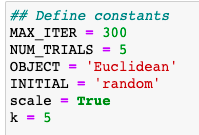 ## Define constants
MAX_ITER = 300
NUM_TRIALS = 5
OBJECT = 'Euclidean'
INITIAL = 'random'
scale = True
k = 5